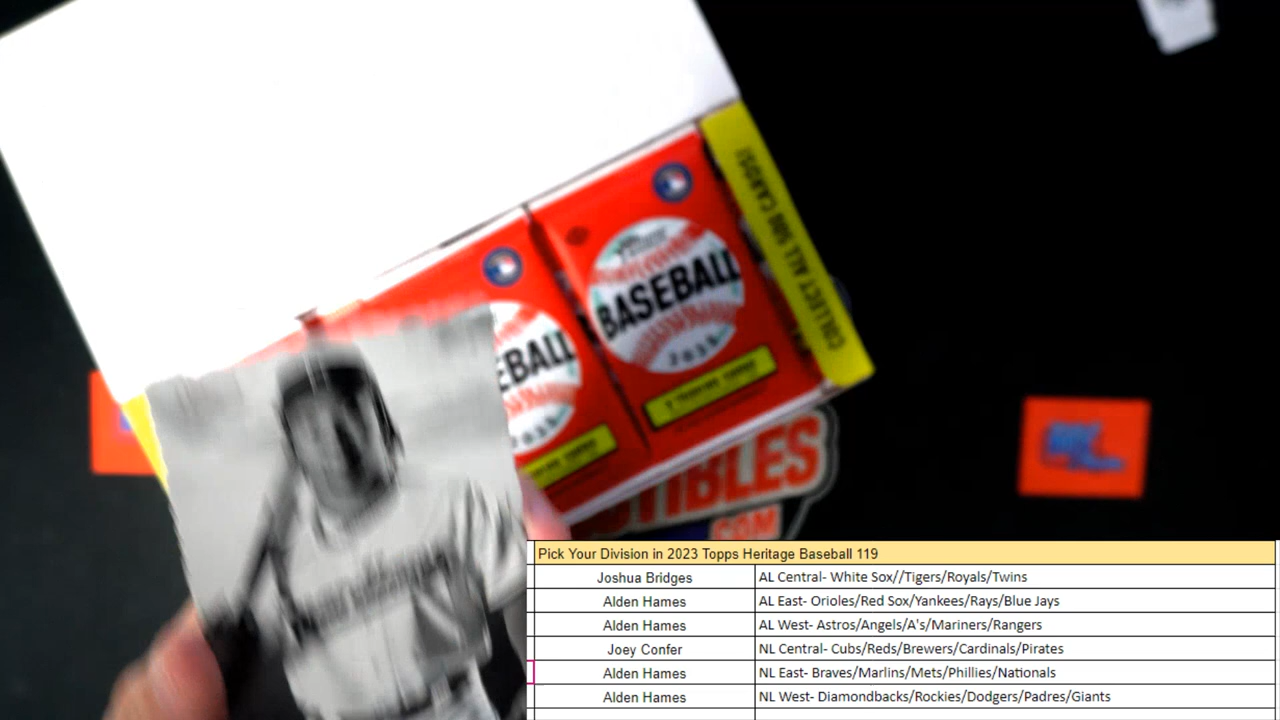 COLLECT ALL 500 CARDS!
BASEBALL
2023
BASEBALL
2023
Pick Your Division in 2023 Topps Heritage Baseball 119
Joshua Bridges AL Central- White Sox//Tigers/Royals/Twins
Alden Hames AL East- Orioles/Red Sox/Yankees/Rays/Blue Jays
Alden Hames AL West- Astros/Angels/A's/Mariners/Rangers
Joey Confer NL Central- Cubs/Reds/Brewers/Cardinals/Pirates
Alden Hames NL East- Braves/Marlins/Mets/Phillies/Nationals
Alden Hames NL West- Diamondbacks/Rockies/Dodgers/Padres/Giants